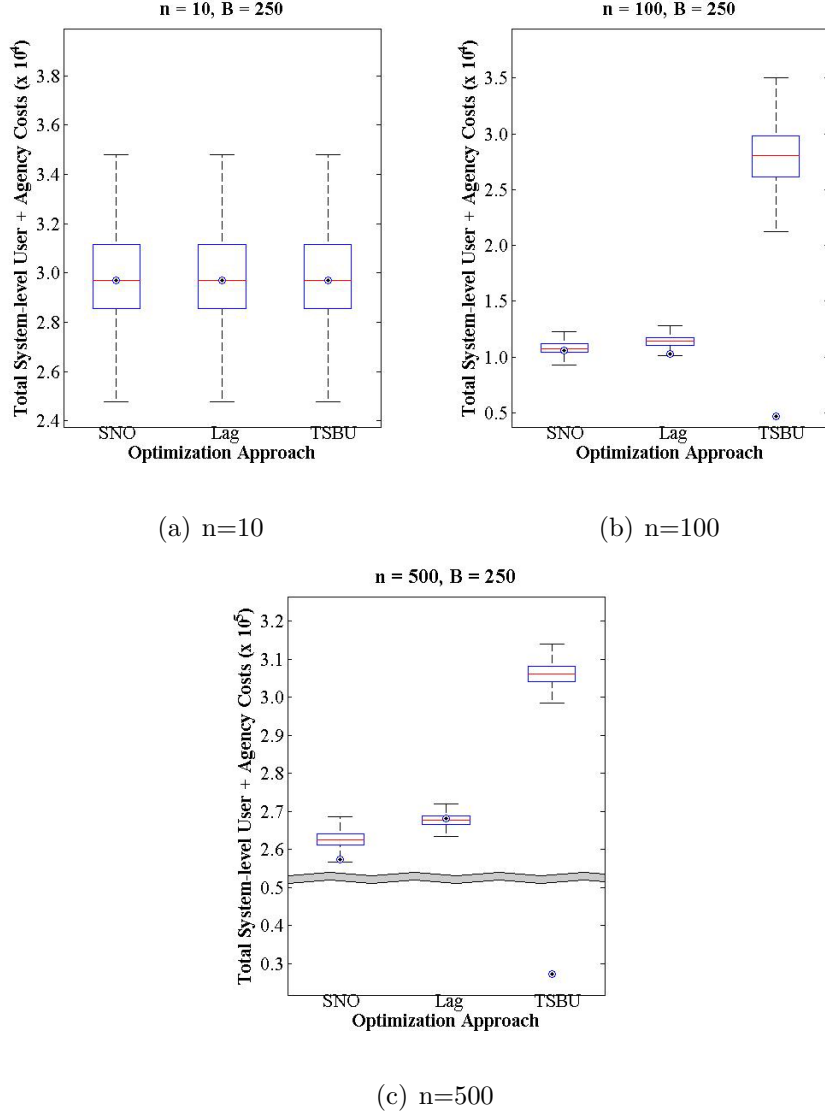 n = 10, B = 250
Total System-level User + Agency Costs (x 10⁴)
3.8
3.6
3.4
3.2
3.0
2.8
2.6
2.4
SNO Lag TSBU
Optimization Approach
(a) n=10
n = 100, B = 250
Total System-level User + Agency Costs (x 10⁴)
3.5
3.0
2.5
2.0
1.5
1.0
0.5
SNO Lag TSBU
Optimization Approach
(b) n=100
n = 500, B = 250
Total System-level User + Agency Costs (x 10⁵)
3.2
3.1
3.0
2.9
2.8
2.7
2.6
0.5
0.4
0.3
SNO Lag TSBU
Optimization Approach
(c) n=500